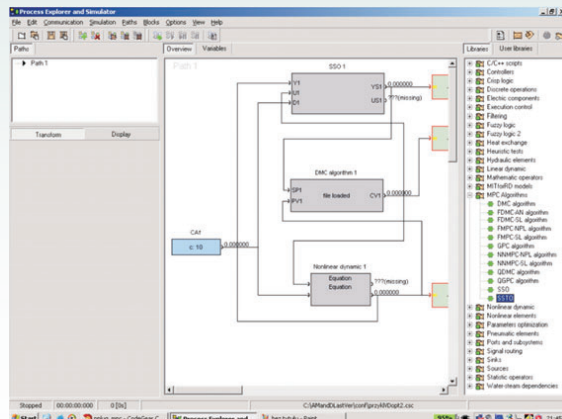 Process Explorer and Simulator
File Edit Communication Simulation Paths Blocks Options View Help
Paths
Path 1
Transform Display
Overview Variables
Path 1
SSO 1
Y1
U1
D1
YS1
US1
0,000000
???(missing)
DMC algorithm 1
SP1
PV1
file loaded
CV1
0,000000
CA1
c: 10
0,000000
Nonlinear dynamic 1
Equation
Equation
???(missing)
0,000000
Libraries User libraries
C/C++ scripts
Controllers
Crisp logic
Discrete operations
Electric components
Execution control
Filtering
Fuzzy logic
Fuzzy logic 2
Heat exchange
Heuristic tests
Hydraulic elements
Linear dynamic
Mathematic operators
MITforRD models
MPC Algorithms
DMC algorithm
FDMC-AN algorithm
FDMC-SL algorithm
FMPC-NPL algorithm
FMPC-SL algorithm
GPC algorithm
NNMPC-NPL algorithm
NNMPC-SL algorithm
QDMC algorithm
QGPC algorithm
SSO
SSTO
Nonlinear dynamic
Nonlinear elements
Parameters optimization
Pneumatic elements
Ports and subsystems
Signal routing
Sinks
Sources
Statistic operators
Water-steam dependencies
Stopped 00:00:00:000 0 [0x]
Start
Process Explorer and